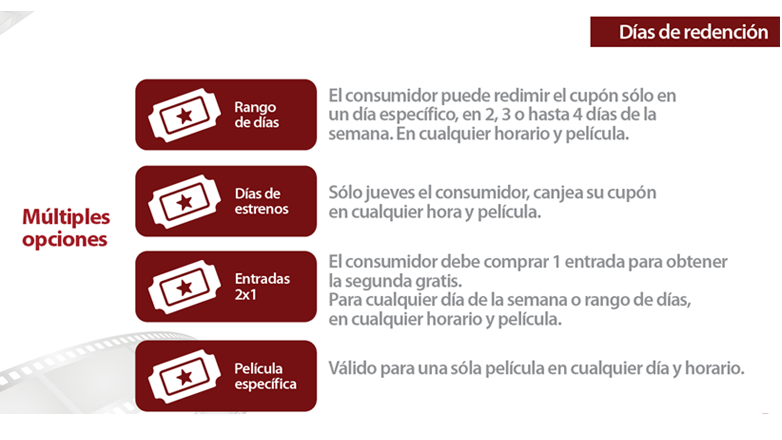 Días de redención
Múltiples
opciones
Rango
de días
El consumidor puede redimir el cupón sólo en
un día específico, en 2, 3 o hasta 4 días de la
semana. En cualquier horario y película.
Días de
estrenos
Sólo jueves el consumidor, canjea su cupón
en cualquier hora y película.
Entradas
2x1
El consumidor debe comprar 1 entrada para obtener
la segunda gratis.
Para cualquier día de la semana o rango de días,
en cualquier horario y película.
Película
específica
Válido para una sóla película en cualquier día y horario.